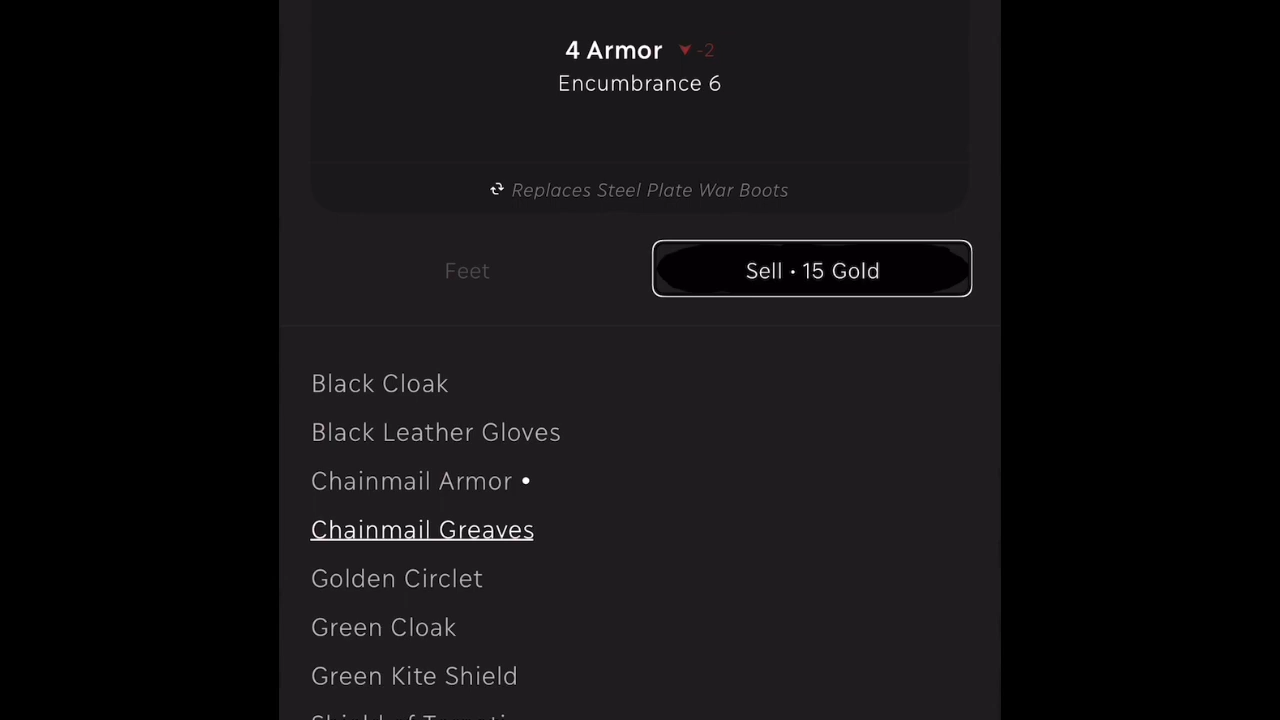 4 Armor -2
Encumbrance 6
Replaces Steel Plate War Boots
Feet
Sell • 15 Gold
Black Cloak
Black Leather Gloves
Chainmail Armor •
Chainmail Greaves
Golden Circlet
Green Cloak
Green Kite Shield